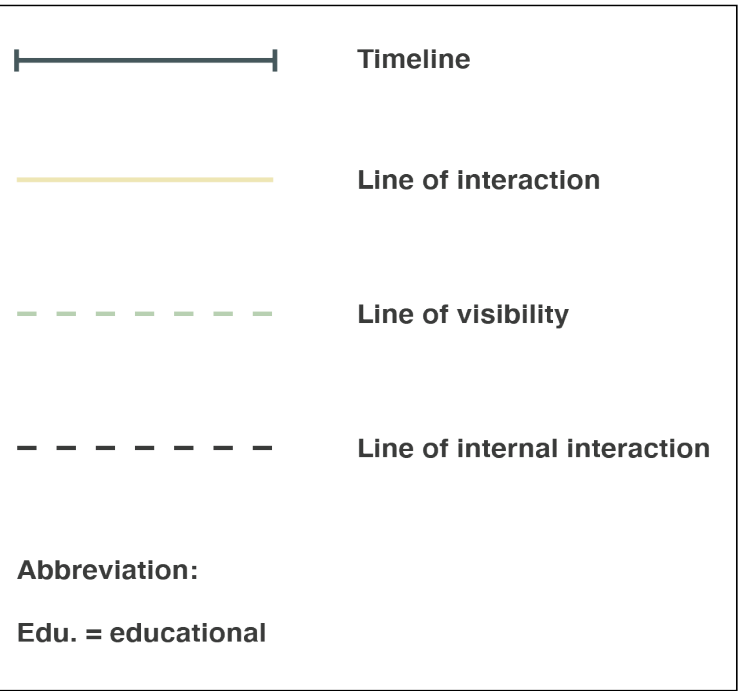 Timeline
Line of interaction
Line of visibility
Line of internal interaction
Abbreviation:
Edu. = educational